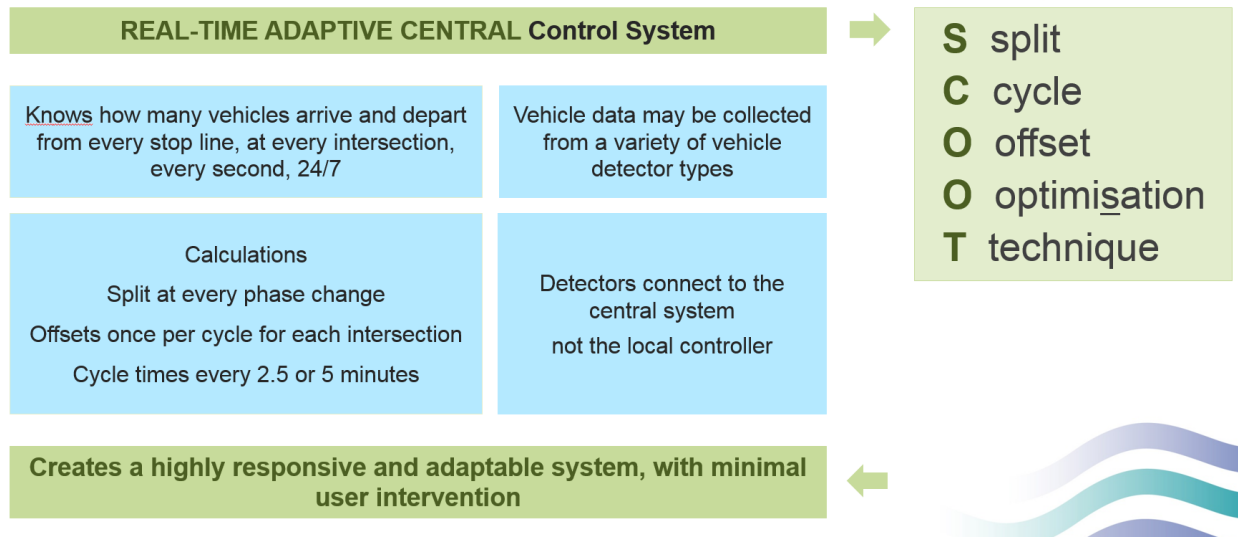 REAL-TIME ADAPTIVE CENTRAL Control System
Knows how many vehicles arrive and depart
from every stop line, at every intersection,
every second, 24/7
Vehicle data may be collected
from a variety of vehicle
detector types
Calculations
Split at every phase change
Offsets once per cycle for each intersection
Cycle times every 2.5 or 5 minutes
Detectors connect to the
central system
not the local controller
Creates a highly responsive and adaptable system, with minimal
user intervention
S split
C cycle
O offset
O optimisation
T technique